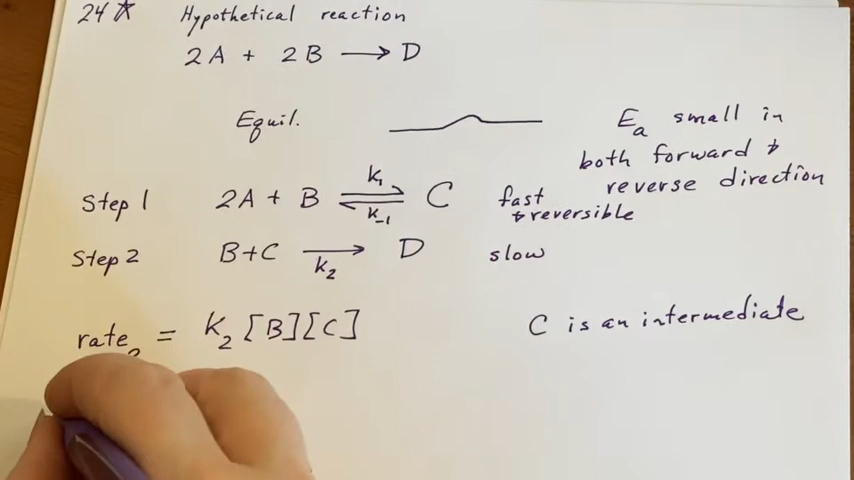 24 ☆ Hypothetical reaction
2A + 2B ⟶ D
Equil.
Ea small in
both forward &
reverse direction
Step 1 2A + B ⇌ C fast
k1
k-1
& reversible
Step 2 B+C ⟶ D slow
k2
rate2 = K2 [B][C]
C is an intermediate